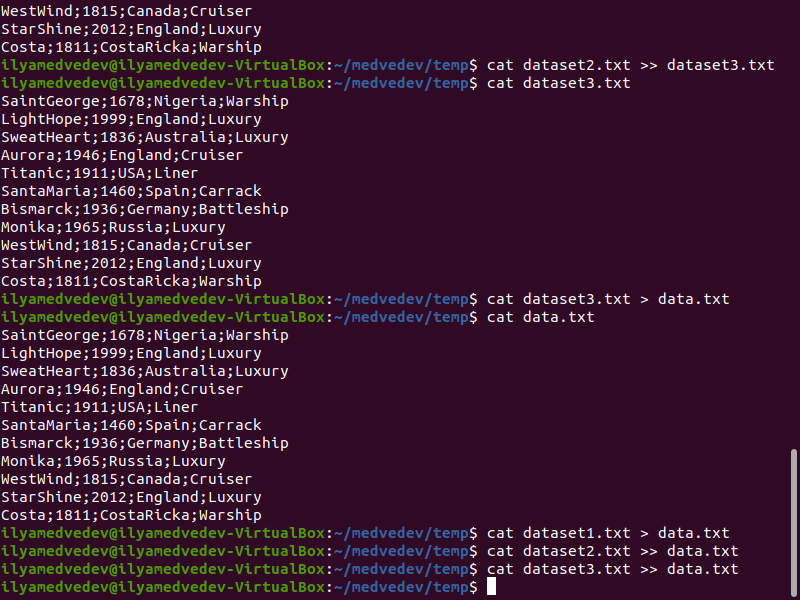 WestWind;1815;Canada;Cruiser
StarShine;2012;England;Luxury
Costa;1811;CostaRicka;Warship
ilyamedvedev@ilyamedvedev-VirtualBox:~/medvedev/temp$ cat dataset2.txt >> dataset3.txt
ilyamedvedev@ilyamedvedev-VirtualBox:~/medvedev/temp$ cat dataset3.txt
SaintGeorge;1678;Nigeria;Warship
LightHope;1999;England;Luxury
SweatHeart;1836;Australia;Luxury
Aurora;1946;England;Cruiser
Titanic;1911;USA;Liner
SantaMaria;1460;Spain;Carrack
Bismarck;1936;Germany;Battleship
Monika;1965;Russia;Luxury
WestWind;1815;Canada;Cruiser
StarShine;2012;England;Luxury
Costa;1811;CostaRicka;Warship
ilyamedvedev@ilyamedvedev-VirtualBox:~/medvedev/temp$ cat dataset3.txt > data.txt
ilyamedvedev@ilyamedvedev-VirtualBox:~/medvedev/temp$ cat data.txt
SaintGeorge;1678;Nigeria;Warship
LightHope;1999;England;Luxury
SweatHeart;1836;Australia;Luxury
Aurora;1946;England;Cruiser
Titanic;1911;USA;Liner
SantaMaria;1460;Spain;Carrack
Bismarck;1936;Germany;Battleship
Monika;1965;Russia;Luxury
WestWind;1815;Canada;Cruiser
StarShine;2012;England;Luxury
Costa;1811;CostaRicka;Warship
ilyamedvedev@ilyamedvedev-VirtualBox:~/medvedev/temp$ cat dataset1.txt > data.txt
ilyamedvedev@ilyamedvedev-VirtualBox:~/medvedev/temp$ cat dataset2.txt >> data.txt
ilyamedvedev@ilyamedvedev-VirtualBox:~/medvedev/temp$ cat dataset3.txt >> data.txt
ilyamedvedev@ilyamedvedev-VirtualBox:~/medvedev/temp$